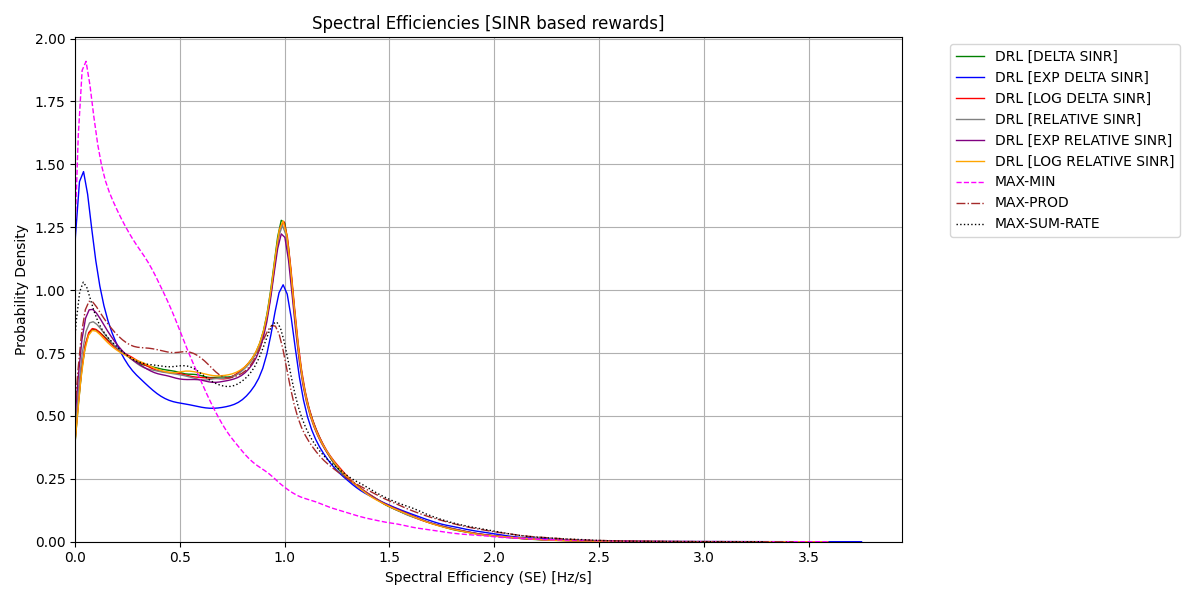 Spectral Efficiencies [SINR based rewards]
2.00
1.75
1.50
1.25
1.00
0.75
0.50
0.25
0.00
Probability Density
0.0 0.5 1.0 1.5 2.0 2.5 3.0 3.5
Spectral Efficiency (SE) [Hz/s]
DRL [DELTA SINR]
DRL [EXP DELTA SINR]
DRL [LOG DELTA SINR]
DRL [RELATIVE SINR]
DRL [EXP RELATIVE SINR]
DRL [LOG RELATIVE SINR]
MAX-MIN
MAX-PROD
MAX-SUM-RATE